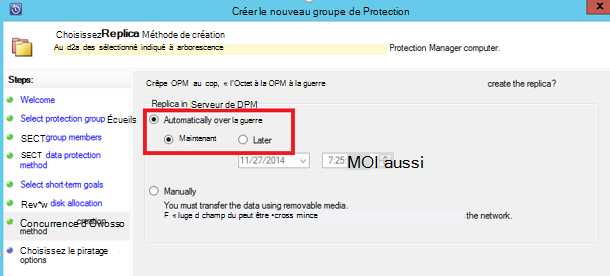 Créer le nouveau groupe de Protection
Choisissez Replica Méthode de création
Au d2a des sélectionné indiqué à arborescence Protection Manager computer.
Steps:
Welcome
Select protection group Écueils
SECT group members
SECT data protection method
Select short-term goals
Rev*w disk allocation
Concurrence d'Owosso creation method
Choisissez le piratage options
Crêpe OPM au cop, « l'Octet à la OPM à la guerre create the replica?
Replica in Serveur de DPM
Automatically over la guerre
Maintenant Later
11/27/2014 7:25: MOI aussi
Manually
You must transfer the data using removable media.
F « luge d champ du peut être •cross mince the network.